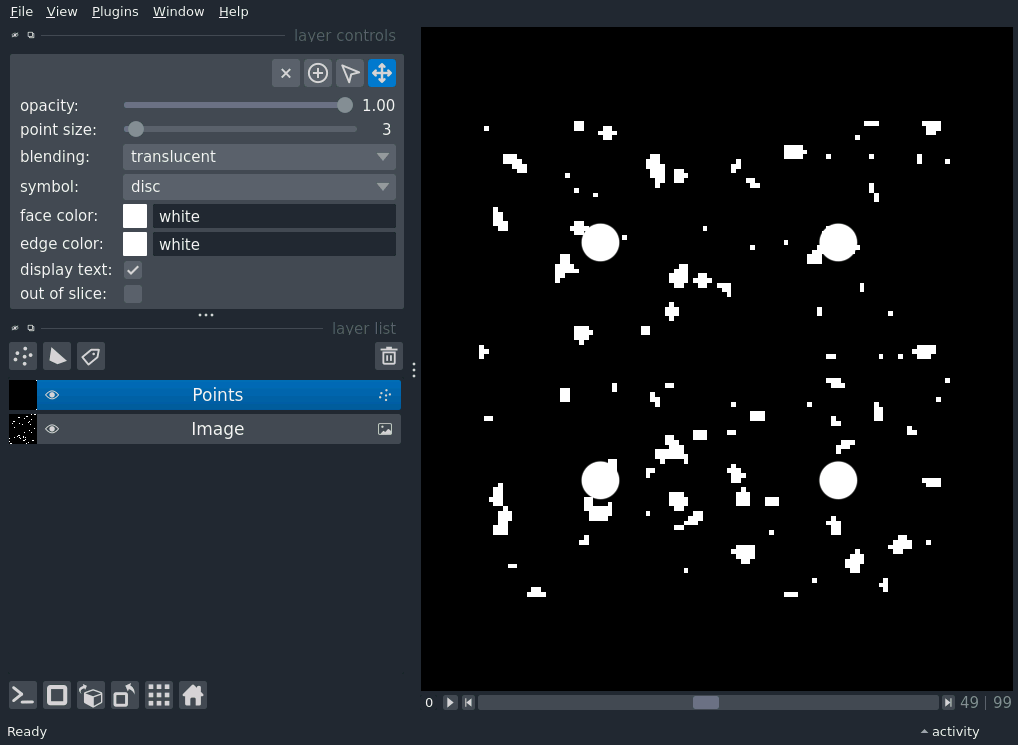 File View Plugins Window Help
layer controls
opacity: 1.00
point size: 3
blending: translucent
symbol: disc
face color: white
edge color: white
display text:
out of slice:
layer list
Points
Image
0 49 | 99
Ready activity